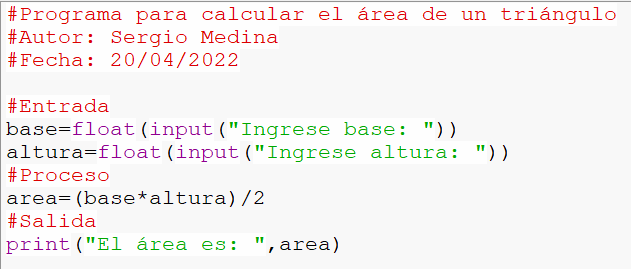 #Programa para calcular el área de un triángulo
#Autor: Sergio Medina
#Fecha: 20/04/2022

#Entrada
base=float(input("Ingrese base: "))
altura=float(input("Ingrese altura: "))
#Proceso
area=(base*altura)/2
#Salida
print("El área es: ",area)